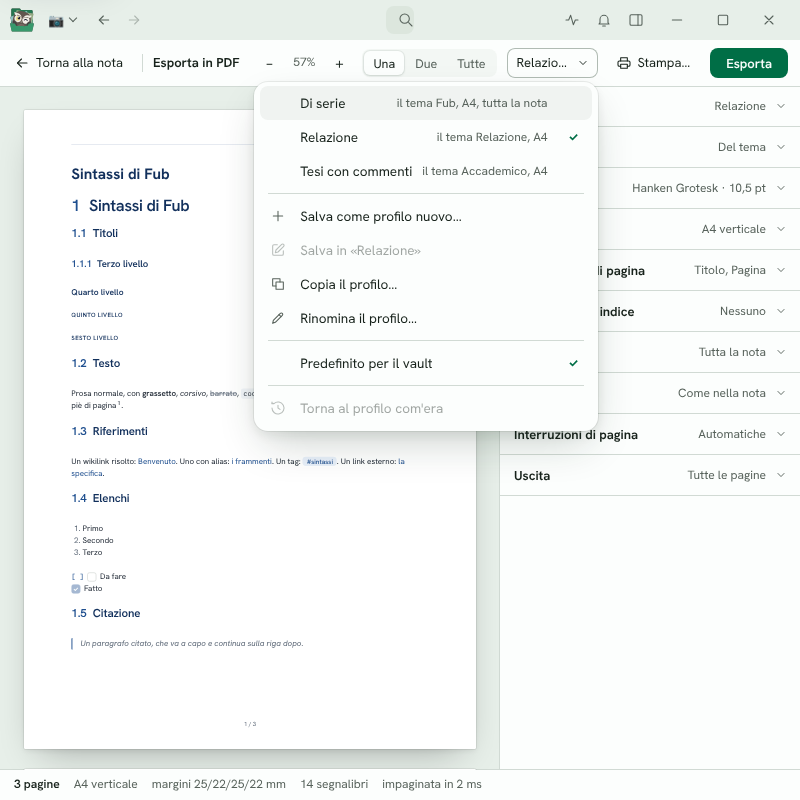 Torna alla nota
Esporta in PDF
− 57% +
Una Due Tutte
Relazio…
Stampa…
Esporta
Di serie il tema Fub, A4, tutta la nota
Relazione il tema Relazione, A4
Tesi con commenti il tema Accademico, A4
Salva come profilo nuovo…
Salva in «Relazione»
Copia il profilo…
Rinomina il profilo…
Predefinito per il vault
Torna al profilo com'era
Sintassi di Fub
1 Sintassi di Fub
1.1 Titoli
1.1.1 Terzo livello
Quarto livello
QUINTO LIVELLO
SESTO LIVELLO
1.2 Testo
Prosa normale, con grassetto, corsivo, barrato,
piè di pagina 1.
1.3 Riferimenti
Un wikilink risolto: Benvenuto. Uno con alias: i frammenti. Un tag: #sintassi. Un link esterno: la
specifica.
1.4 Elenchi
1. Primo
2. Secondo
3. Terzo
[ ] Da fare
Fatto
1.5 Citazione
Un paragrafo citato, che va a capo e continua sulla riga dopo.
1 / 3
Relazione
Del tema
Hanken Grotesk · 10,5 pt
A4 verticale
di pagina Titolo, Pagina
indice Nessuno
Tutta la nota
Come nella nota
Interruzioni di pagina Automatiche
Uscita Tutte le pagine
3 pagine A4 verticale margini 25/22/25/22 mm 14 segnalibri impaginata in 2 ms